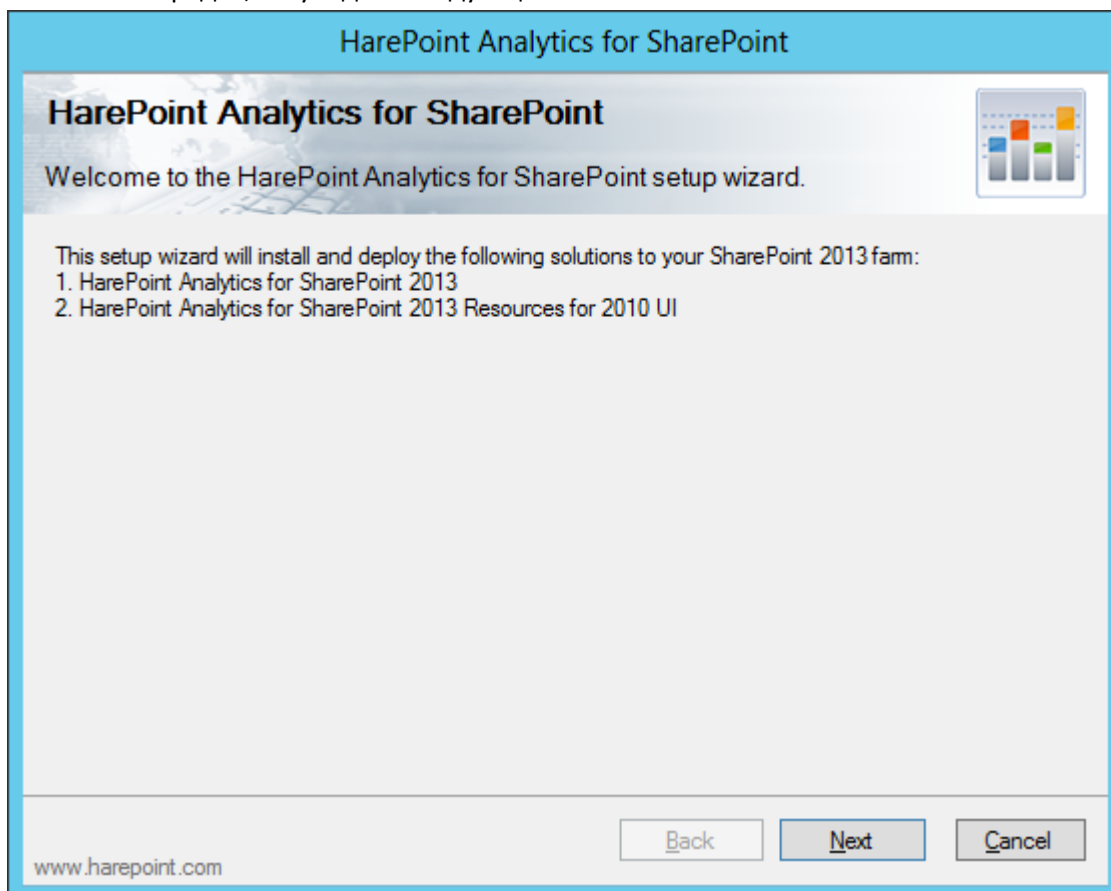 HarePoint Analytics for SharePoint
HarePoint Analytics for SharePoint
Welcome to the HarePoint Analytics for SharePoint setup wizard.
This setup wizard will install and deploy the following solutions to your SharePoint 2013 farm:
1. HarePoint Analytics for SharePoint 2013
2. HarePoint Analytics for SharePoint 2013 Resources for 2010 UI
Back Next Cancel
www.harepoint.com